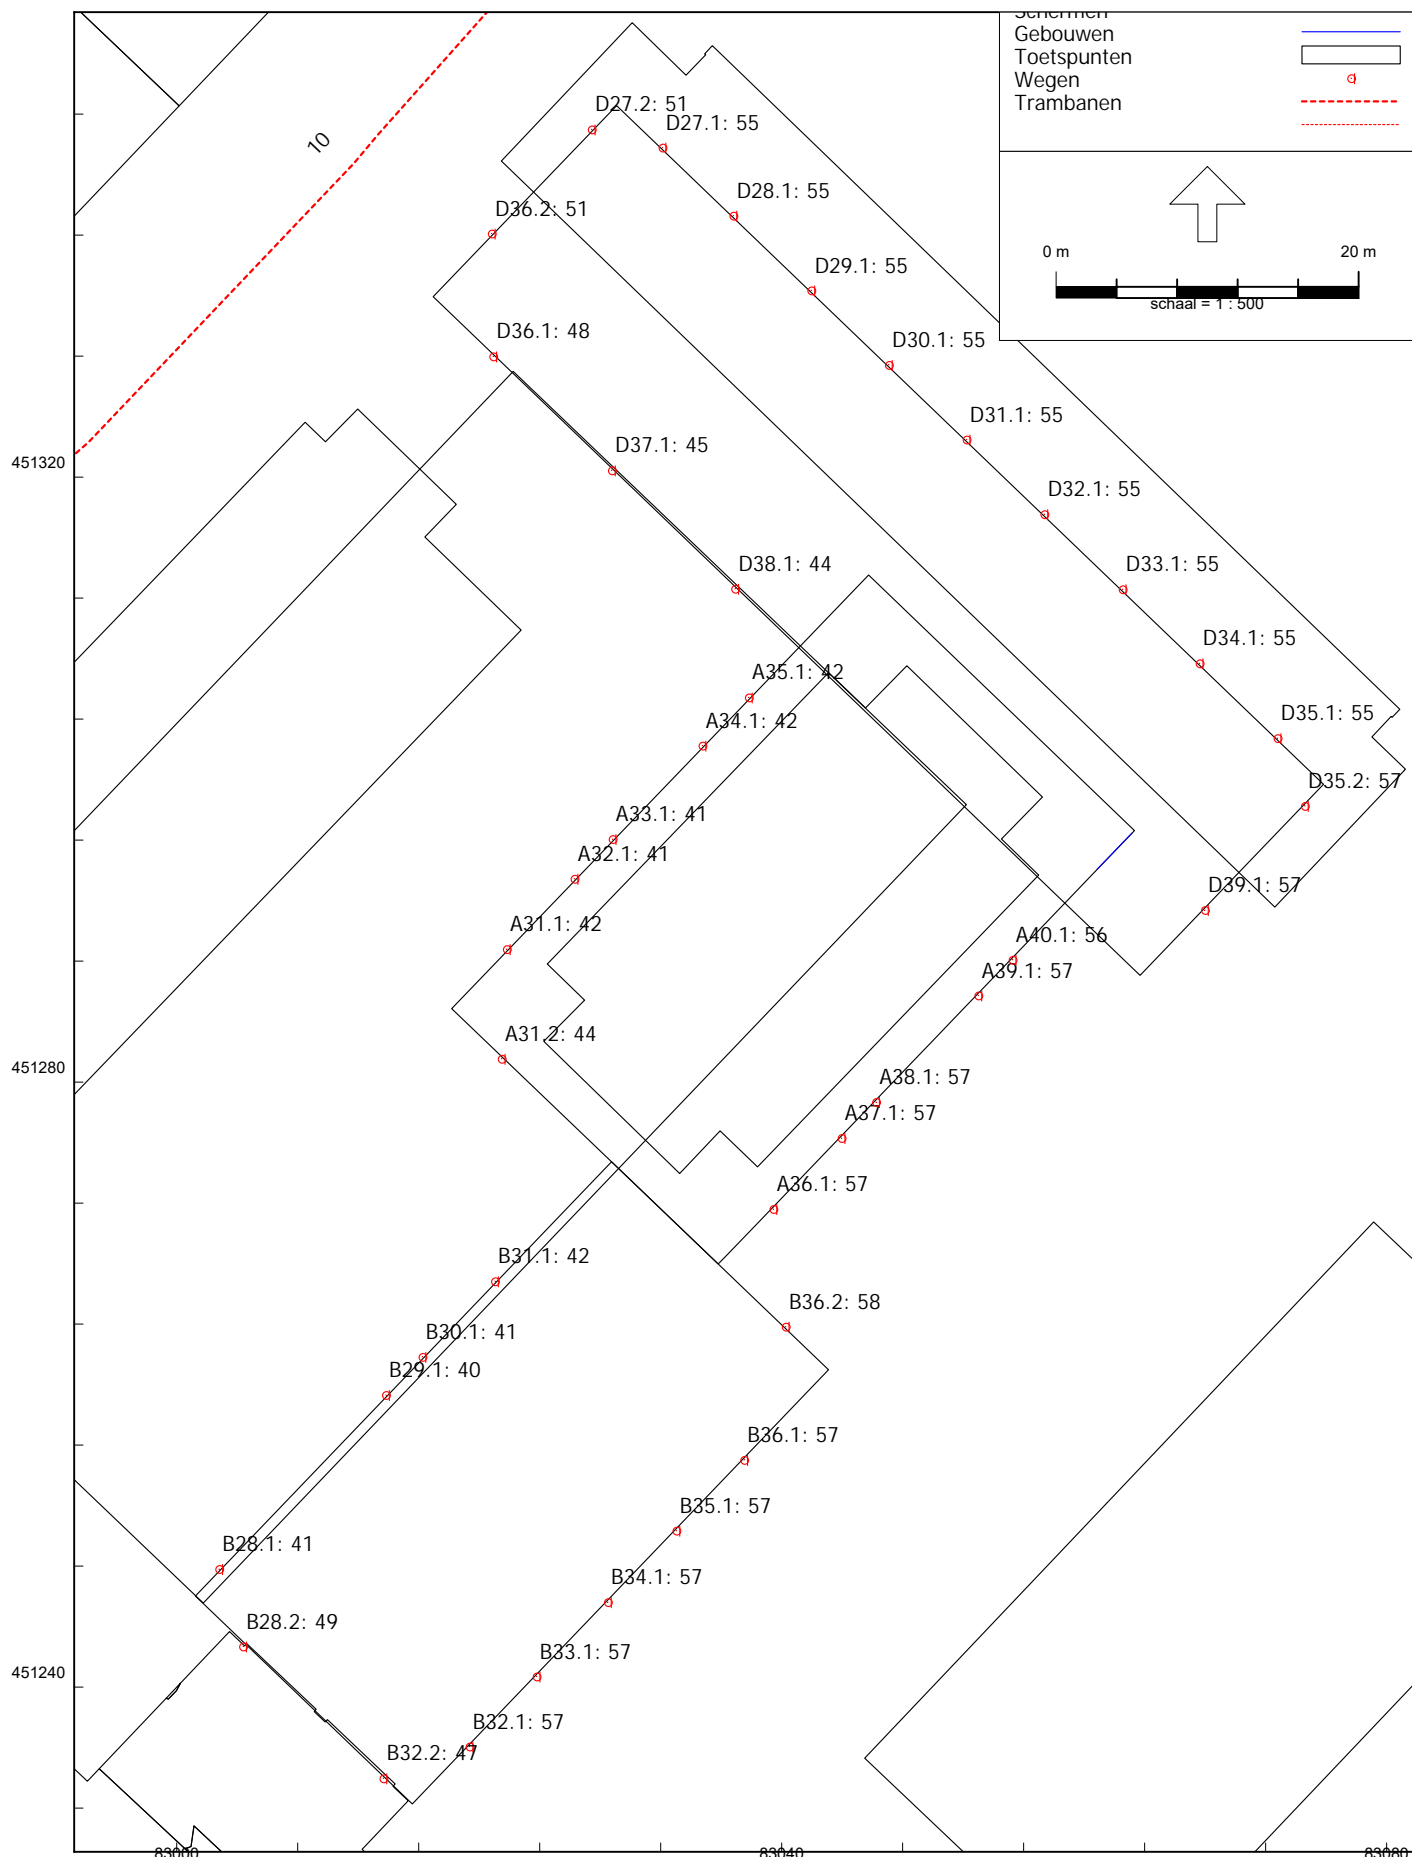 Schermen
Gebouwen
Toetspunten
Wegen
Trambanen
0 m
20 m
schaal = 1 : 500
10
D27.2: 51
D27.1: 55
D28.1: 55
D36.2: 51
D29.1: 55
D36.1: 48
D30.1: 55
D31.1: 55
D37.1: 45
451320
D32.1: 55
D38.1: 44
D33.1: 55
D34.1: 55
A35.1: 42
A34.1: 42
D35.1: 55
D35.2: 57
A33.1: 41
A32.1: 41
D39.1: 57
A31.1: 42
A40.1: 56
A39.1: 57
A31.2: 44
451280
A38.1: 57
A37.1: 57
A36.1: 57
B31.1: 42
B36.2: 58
B30.1: 41
B29.1: 40
B36.1: 57
B35.1: 57
B28.1: 41
B34.1: 57
B28.2: 49
B33.1: 57
451240
B32.1: 57
B32.2: 47
83000
83040
83080